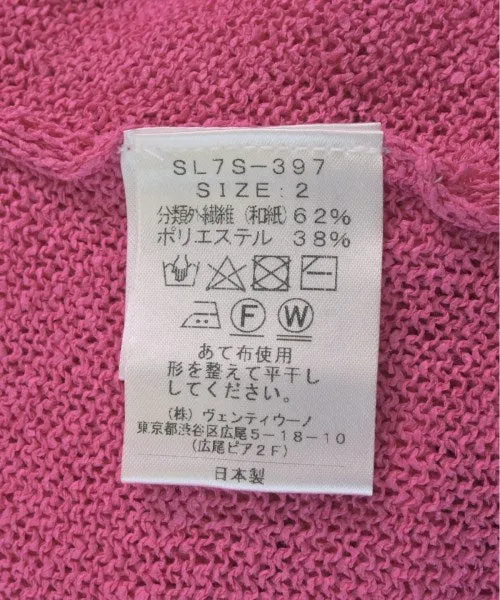 SL7S-397
SIZE: 2
分類外繊維（和紙）62%
ポリエステル 38%
F W
あて布使用
形を整えて平干し
してください。
（株）ヴェンティウーノ
東京都渋谷区広尾5-18-10
（広尾ピア2F）
日本製